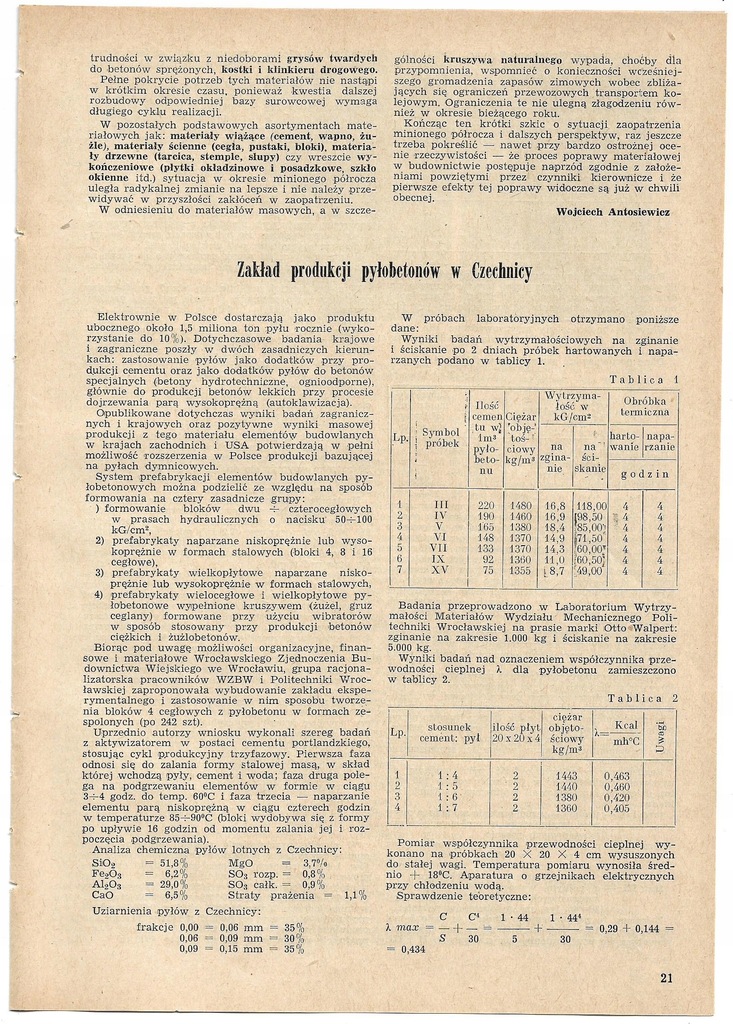 trudności w związku z niedoborami grysów twardych
do betonów sprężonych, kostki i klinkieru drogowego.
Pełne pokrycie potrzeb tych materiałów nie nastąpi
w krótkim okresie czasu, ponieważ kwestia dalszej
rozbudowy odpowiedniej bazy surowcowej wymaga
długiego cyklu realizacji.
W pozostałych podstawowych asortymentach mate-
riałowych jak: materiały wiążące (cement, wapno, żu-
żle), materiały ścienne (cegła, pustaki, bloki), materia-
ły drzewne (tarcica, stemple, słupy) czy wreszcie wy-
kończeniowe (płytki okładzinowe i posadzkowe, szkło
okienne itd.) sytuacja w okresie minionego półrocza
uległa radykalnej zmianie na lepsze i nie należy prze-
widywać w przyszłości zakłóceń w zaopatrzeniu.
W odniesieniu do materiałów masowych, a w szcze-
gólności kruszywa naturalnego wypada, choćby dla
przypomnienia, wspomnieć o konieczności wcześniej-
szego gromadzenia zapasów zimowych wobec zbliża-
jących się ograniczeń przewozowych transportem ko-
lejowym. Ograniczenia te nie ulegną złagodzeniu rów-
nież w okresie bieżącego roku.
Kończąc ten krótki szkic o sytuacji zaopatrzenia
minionego półrocza i dalszych perspektyw, raz jeszcze
trzeba pokreślić — nawet przy bardzo ostrożnej oce-
nie rzeczywistości — że proces poprawy materiałowej
w budownictwie postępuje naprzód zgodnie z założe-
niami powziętymi przez czynniki kierownicze i że
pierwsze efekty tej poprawy widoczne są już w chwili
obecnej.
Wojciech Antosiewicz
Zakład produkcji pyłobetonów w Czechnicy
Elektrownie w Polsce dostarczają jako produktu
ubocznego około 1,5 miliona ton pyłu rocznie (wyko-
rzystanie do 10%). Dotychczasowe badania krajowe
i zagraniczne poszły w dwóch zasadniczych kierun-
kach: zastosowanie pyłów jako dodatków przy pro-
dukcji cementu oraz jako dodatków pyłów do betonów
specjalnych (betony hydrotechniczne, ognioodporne),
głównie do produkcji betonów lekkich przy procesie
dojrzewania parą wysokoprężną (autoklawizacja).
Opublikowane dotychczas wyniki badań zagranicz-
nych i krajowych oraz pozytywne wyniki masowej
produkcji z tego materiału elementów budowlanych
w krajach zachodnich i USA potwierdzają w pełni
możliwość rozszerzenia w Polsce produkcji bazującej
na pyłach dymnicowych.
System prefabrykacji elementów budowlanych py-
łobetonowych można podzielić ze względu na sposób
formowania na cztery zasadnicze grupy:
) formowanie bloków dwu ÷ czterocegłowych
w prasach hydraulicznych o nacisku 50÷100
kG/cm²,
2) prefabrykaty naparzane niskoprężnie lub wyso-
koprężnie w formach stalowych (bloki 4, 8 i 16
cegłowe),
3) prefabrykaty wielkopłytowe naparzane nisko-
prężnie lub wysokoprężnie w formach stalowych,
4) prefabrykaty wielocegłowe i wielkopłytowe py-
łobetonowe wypełnione kruszywem (żużel, gruz
ceglany) formowane przy użyciu wibratorów
w sposób stosowany przy produkcji betonów
ciężkich i żużlobetonów.
Biorąc pod uwagę możliwości organizacyjne, finan-
sowe i materiałowe Wrocławskiego Zjednoczenia Bu-
downictwa Wiejskiego we Wrocławiu, grupa racjona-
lizatorska pracowników WZBW i Politechniki Wroc-
ławskiej zaproponowała wybudowanie zakładu ekspe-
rymentalnego i zastosowanie w nim sposobu tworze-
nia bloków 4 cegłowych z pyłobetonu w formach ze-
spolonych (po 242 szt).
Uprzednio autorzy wniosku wykonali szereg badań
z aktywizatorem w postaci cementu portlandzkiego,
stosując cykl produkcyjny trzyfazowy. Pierwsza faza
odnosi się do zalania formy stalowej masą, w skład
której wchodzą pyły, cement i woda; faza druga pole-
ga na podgrzewaniu elementów w formie w ciągu
3÷4 godz. do temp. 60°C i faza trzecia — naparzanie
elementu parą niskoprężną w ciągu czterech godzin
w temperaturze 85÷90°C (bloki wydobywa się z formy
po upływie 16 godzin od momentu zalania jej i roz-
poczęcia podgrzewania).
Analiza chemiczna pyłów lotnych z Czechnicy:
SiO₂ = 51,8% MgO = 3,7%
Fe₂O₃ = 6,2% SO₃ rozp. = 0,8%
Al₂O₃ = 29,0% SO₃ całk. = 0,9%
CaO = 6,5% Straty prażenia = 1,1%
Uziarnienia pyłów z Czechnicy:
frakcje 0,00 = 0,06 mm = 35%
0,06 = 0,09 mm = 30%
0,09 = 0,15 mm = 35%
W próbach laboratoryjnych otrzymano poniższe
dane:
Wyniki badań wytrzymałościowych na zginanie
i ściskanie po 2 dniach próbek hartowanych i napa-
rzanych podano w tablicy 1.
Tablica 1
Lp. Symbol próbek Ilość cementu w 1m³ pyłobetonu Ciężar objętościowy kg/m³ Wytrzymałość w kG/cm² na zginanie na ściskanie Obróbka termiczna hartowanie naparzanie godzin
1 III 220 1480 16,8 118,00 4 4
2 IV 190 1460 16,9 98,50 4 4
3 V 165 1380 18,4 85,00 4 4
4 VI 148 1370 14,9 71,50 4 4
5 VII 133 1370 14,3 60,00 4 4
6 IX 92 1360 11,0 60,50 4 4
7 XV 75 1355 8,7 49,00 4 4
Badania przeprowadzono w Laboratorium Wytrzy-
małości Materiałów Wydziału Mechanicznego Poli-
techniki Wrocławskiej na prasie marki Otto Walpert:
zginanie na zakresie 1.000 kg i ściskanie na zakresie
5.000 kg.
Wyniki badań nad oznaczeniem współczynnika prze-
wodności cieplnej λ dla pyłobetonu zamieszczono
w tablicy 2.
Tablica 2
Lp. stosunek cement: pył ilość płyt 20 x 20 x 4 ciężar objętościowy kg/m³ λ= Kcal / mh°C Uwagi
1 1 : 4 2 1443 0,463
2 1 : 5 2 1440 0,460
3 1 : 6 2 1380 0,420
4 1 : 7 2 1360 0,405
Pomiar współczynnika przewodności cieplnej wy-
konano na próbkach 20 × 20 × 4 cm wysuszonych
do stałej wagi. Temperatura pomiaru wynosiła śred-
nio + 18°C. Aparatura o grzejnikach elektrycznych
przy chłodzeniu wodą.
Sprawdzenie teoretyczne:
C C⁴ 1 · 44 1 · 44⁴
λ max = — + — = —— + —— = 0,29 + 0,144 =
S 30 5 30
= 0,434
21